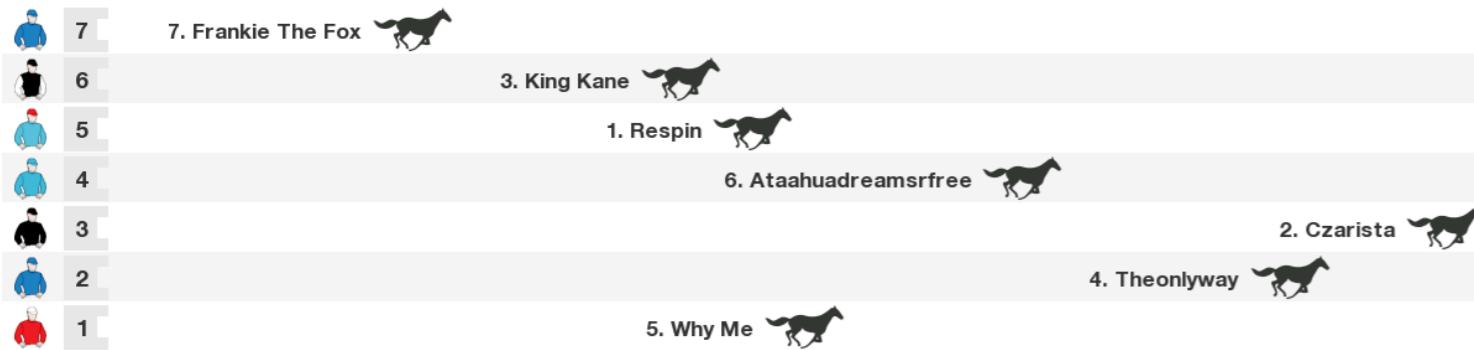 7 7. Frankie The Fox
6 3. King Kane
5 1. Respin
4 6. Ataahuadreamsrfree
3 2. Czarista
2 4. Theonlyway
1 5. Why Me